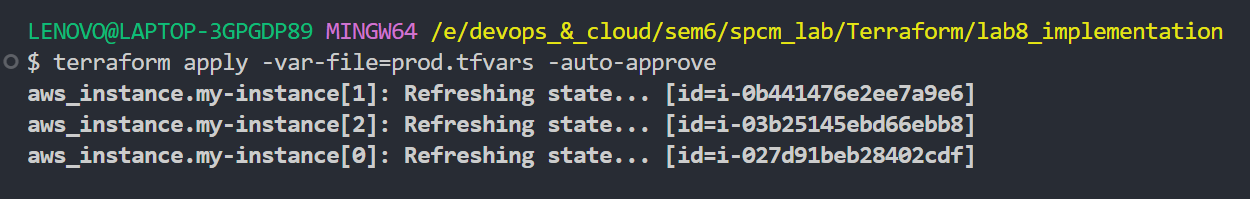 LENOVO@LAPTOP-3GPGDP89 MINGW64 /e/devops_&_cloud/sem6/spcm_lab/Terraform/lab8_implementation
$ terraform apply -var-file=prod.tfvars -auto-approve
aws_instance.my-instance[1]: Refreshing state... [id=i-0b441476e2ee7a9e6]
aws_instance.my-instance[2]: Refreshing state... [id=i-03b25145ebd66ebb8]
aws_instance.my-instance[0]: Refreshing state... [id=i-027d91beb28402cdf]